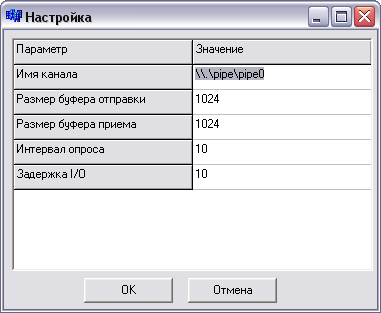 Настройка
Параметр Значение
Имя канала \\.\pipe\pipe0
Размер буфера отправки 1024
Размер буфера приема 1024
Интервал опроса 10
Задержка I/O 10
OK Отмена